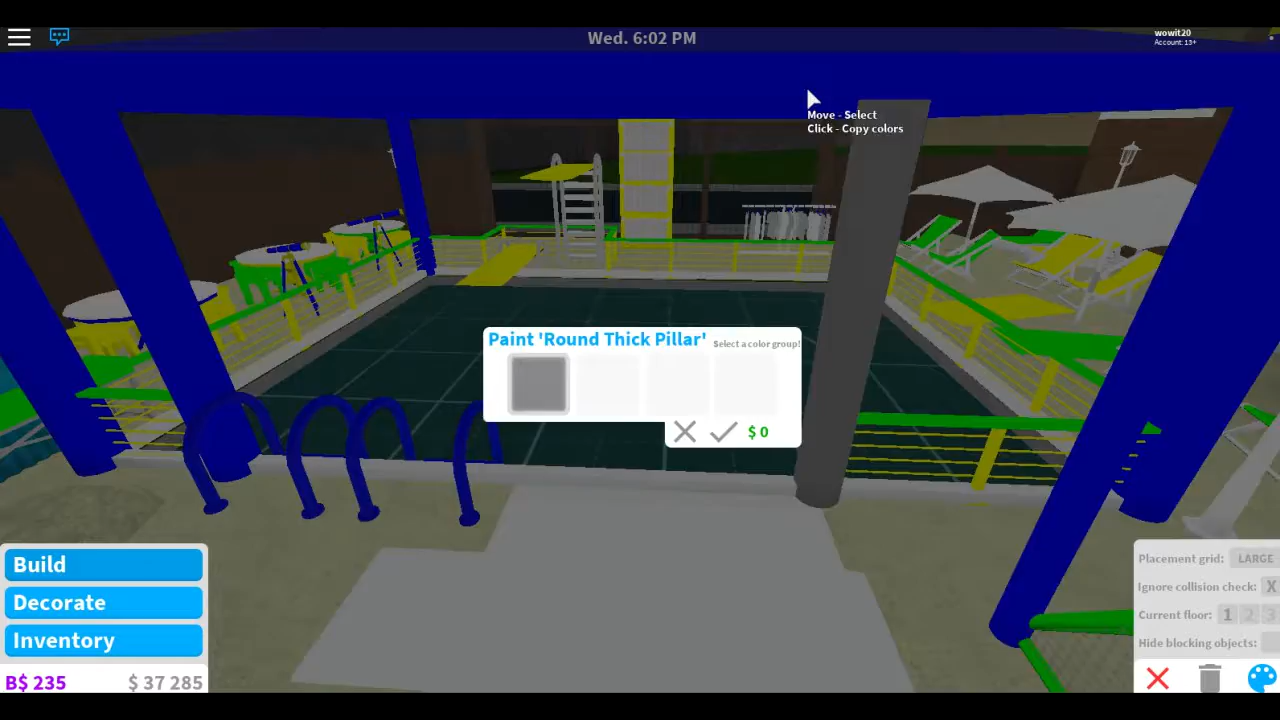 Wed. 6:02 PM
wowit20
Account: 13+
Move - Select
Click - Copy colors
Paint 'Round Thick Pillar'
Select a color group!
$ 0
Build
Decorate
Inventory
B$ 235
$ 37 285
Placement grid: LARGE
Ignore collision check: X
Current floor: 1 2 3
Hide blocking objects: